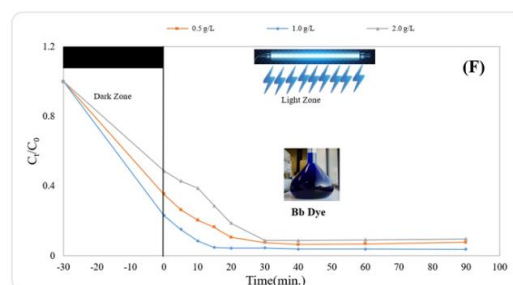 0.5 g/L 1.0 g/L 2.0 g/L
1.2
(F)
Dark Zone
Light Zone
0.8
Ct/C0
0.4
Bb Dye
0
-30 -20 -10 0 10 20 30 40 50 60 70 80 90 100
Time(min.)